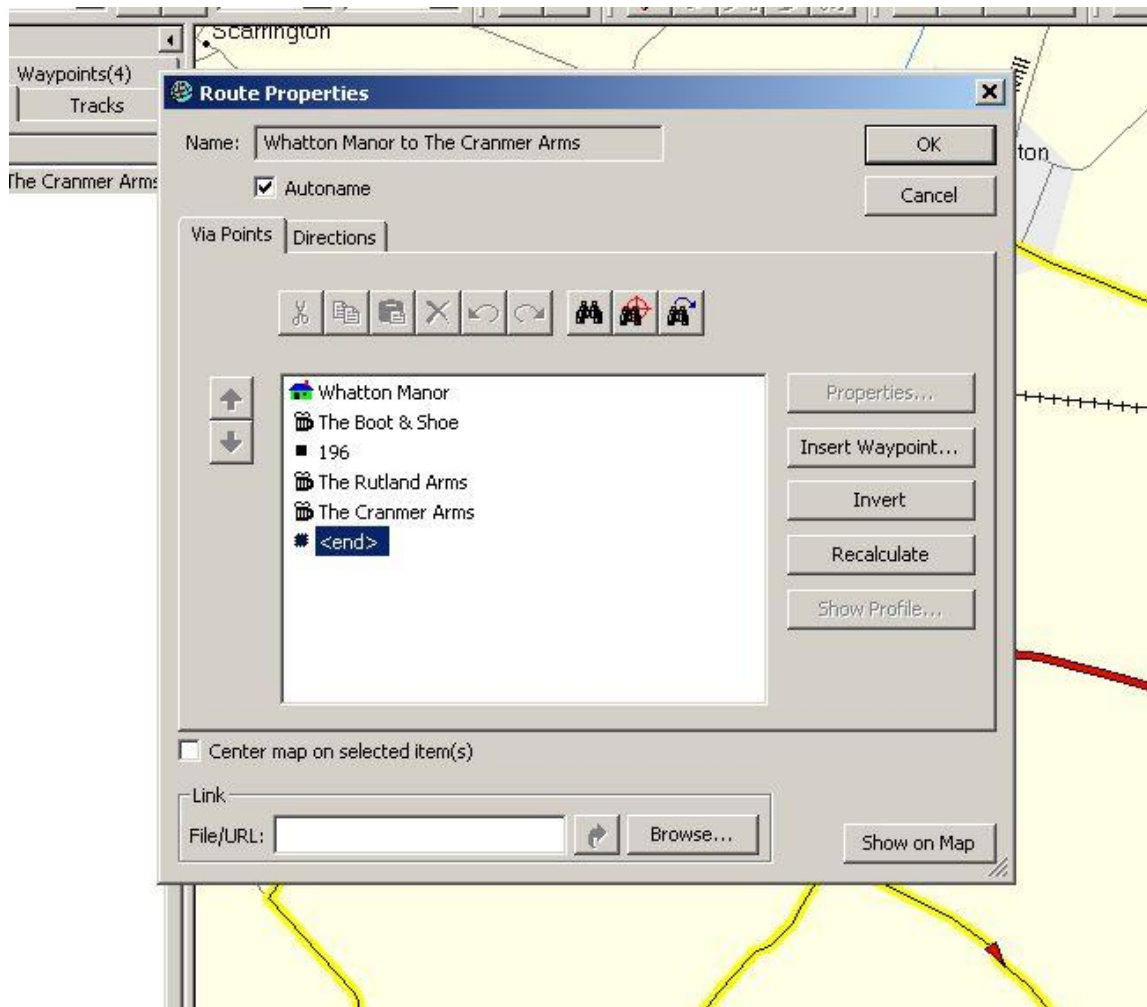 Scarrington
Waypoints(4)
Tracks
The Cranmer Arms
Route Properties
Name: Whatton Manor to The Cranmer Arms
OK
ton
Autoname
Cancel
Via Points Directions
Whatton Manor
The Boot & Shoe
196
The Rutland Arms
The Cranmer Arms
<end>
Properties...
Insert Waypoint...
Invert
Recalculate
Show Profile...
Center map on selected item(s)
Link
File/URL: Browse...
Show on Map